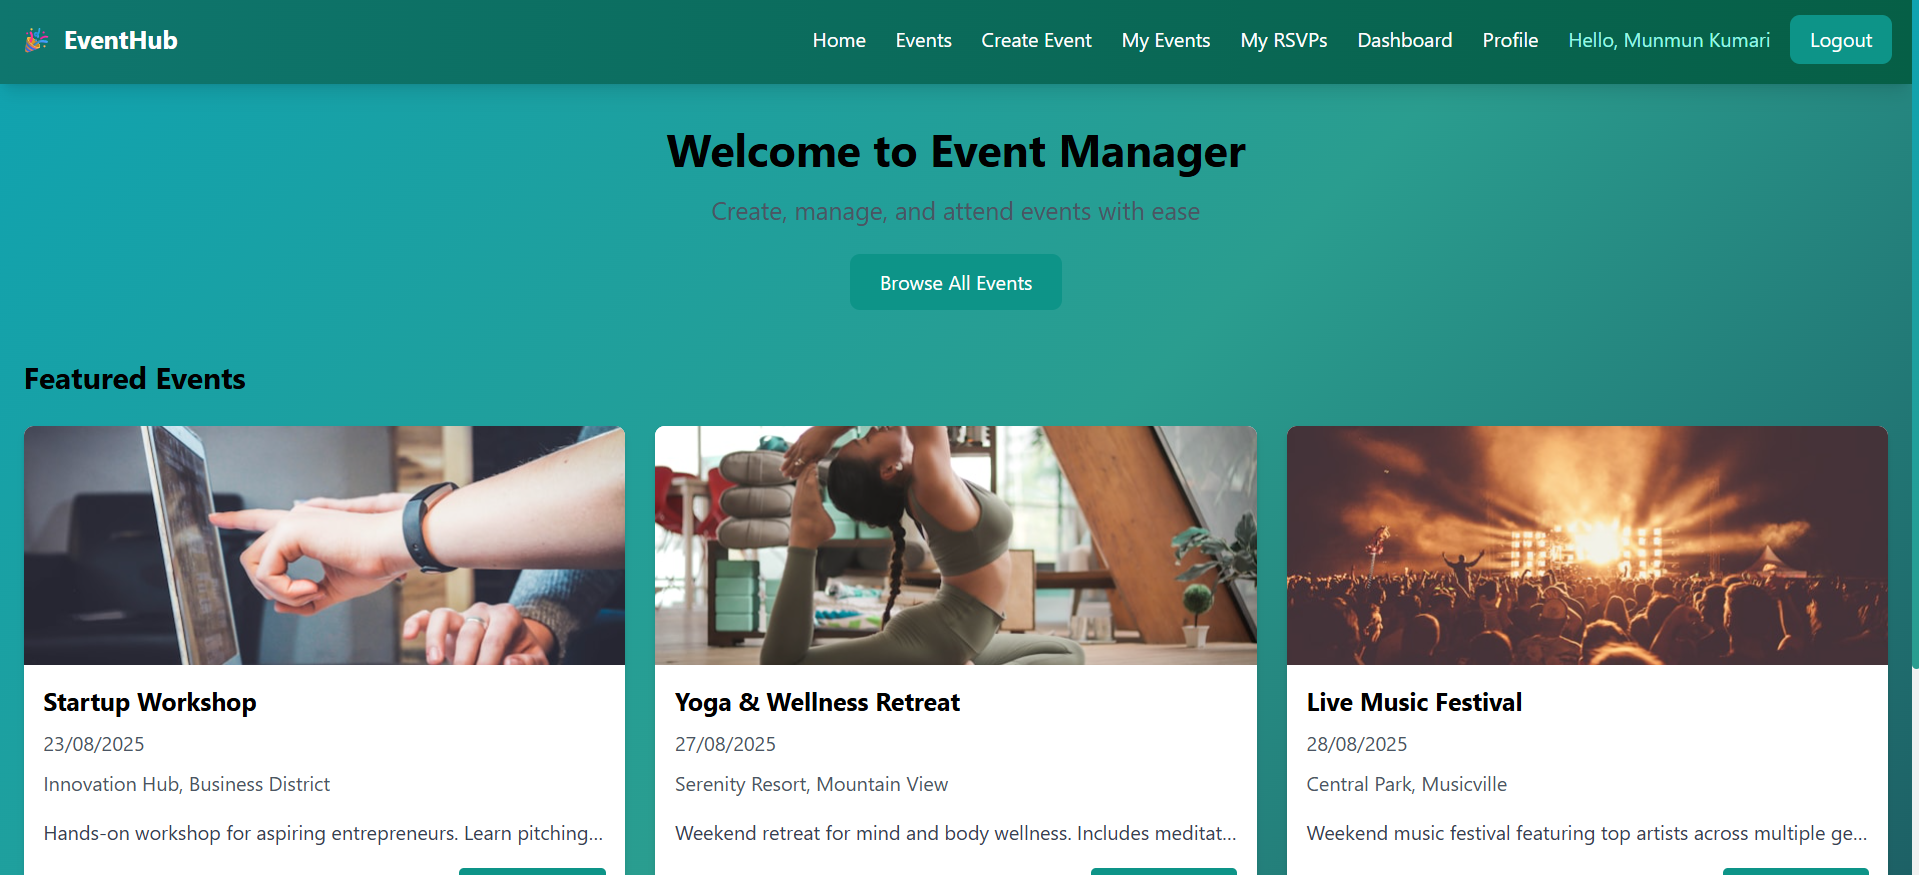 EventHub
Home Events Create Event My Events My RSVPs Dashboard Profile Hello, Munmun Kumari Logout
Welcome to Event Manager
Create, manage, and attend events with ease
Browse All Events
Featured Events
Startup Workshop
23/08/2025
Innovation Hub, Business District
Hands-on workshop for aspiring entrepreneurs. Learn pitching...
Yoga & Wellness Retreat
27/08/2025
Serenity Resort, Mountain View
Weekend retreat for mind and body wellness. Includes meditat...
Live Music Festival
28/08/2025
Central Park, Musicville
Weekend music festival featuring top artists across multiple ge...